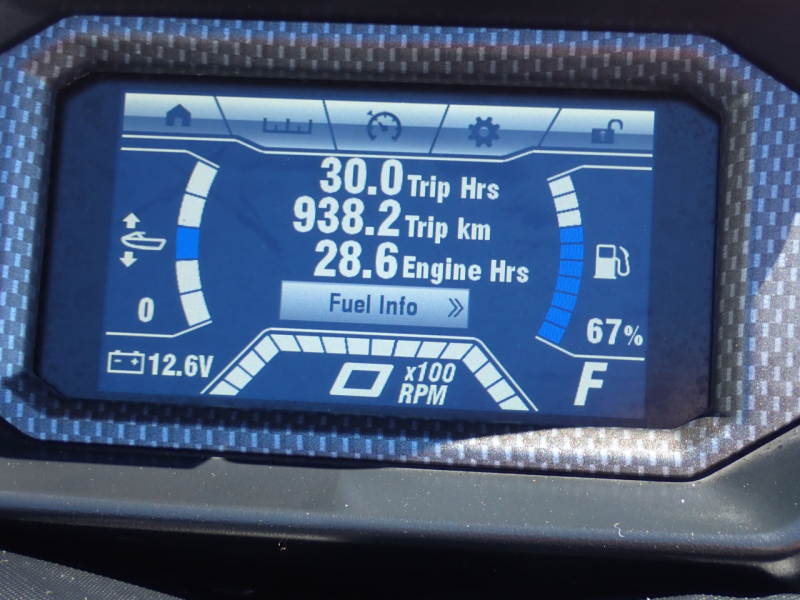 30.0 Trip Hrs
938.2 Trip km
28.6 Engine Hrs
Fuel Info
0
67%
12.6V
0 x100
RPM
F